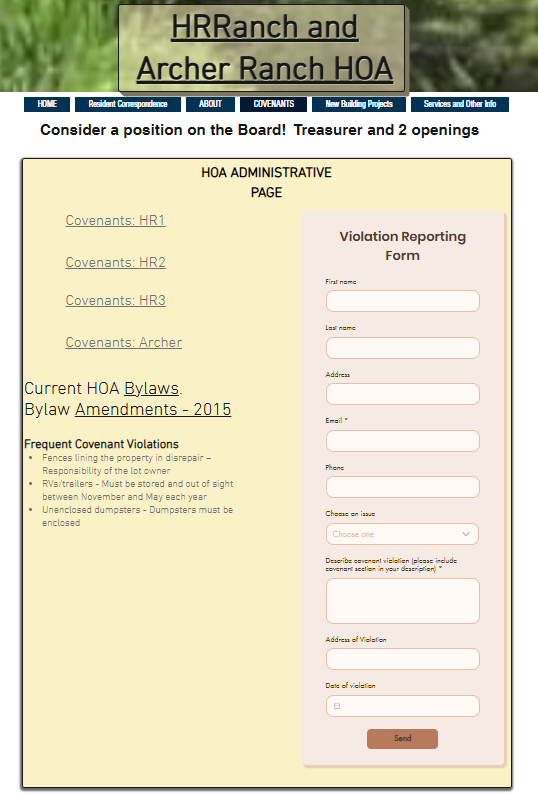 HRRanch and
Archer Ranch HOA
HOME
Resident Correspondence
ABOUT
COVENANTS
New Building Projects
Services and Other Info
Consider a position on the Board! Treasurer and 2 openings
HOA ADMINISTRATIVE
PAGE
Covenants: HR1
Covenants: HR2
Covenants: HR3
Covenants: Archer
Current HOA Bylaws.
Bylaw Amendments - 2015
Frequent Covenant Violations
• Fences lining the property in disrepair –
Responsibility of the lot owner
• RVs/trailers - Must be stored and out of sight
between November and May each year
• Unenclosed dumpsters - Dumpsters must be
enclosed
Violation Reporting
Form
First name
Last name
Address
Email *
Phone
Choose an issue
Choose one
Describe covenant violation (please include
covenant section in your description) *
Address of Violation
Date of violation
Send